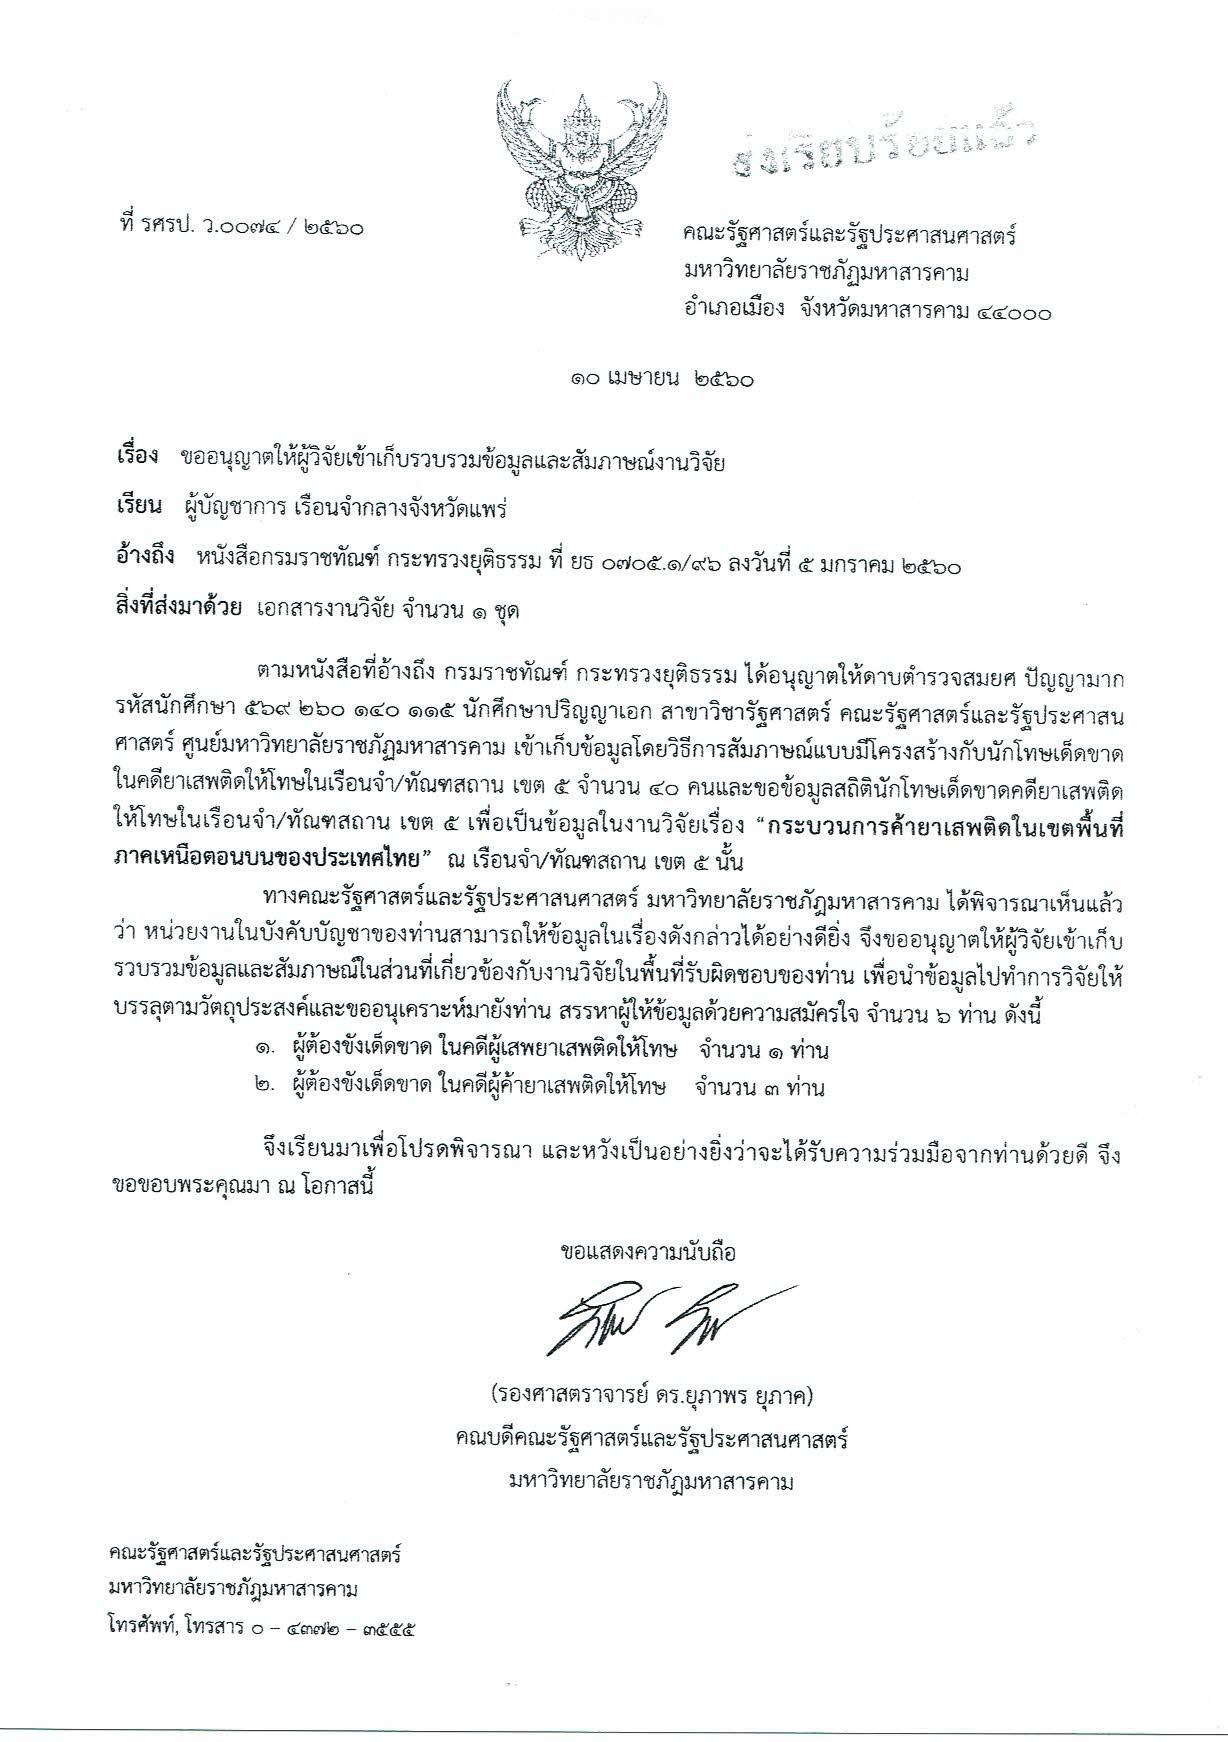 ส่งเรียบร้อยแล้ว
ที่ รศรป. ว.๐๐๗๔ / ๒๕๖๐
คณะรัฐศาสตร์และรัฐประศาสนศาสตร์
มหาวิทยาลัยราชภัฏมหาสารคาม
อำเภอเมือง จังหวัดมหาสารคาม ๔๔๐๐๐
๑๐ เมษายน ๒๕๖๐
เรื่อง ขออนุญาตให้ผู้วิจัยเข้าเก็บรวบรวมข้อมูลและสัมภาษณ์งานวิจัย
เรียน ผู้บัญชาการ เรือนจำกลางจังหวัดแพร่
อ้างถึง หนังสือกรมราชทัณฑ์ กระทรวงยุติธรรม ที่ ยธ ๐๗๐๕.๑/๙๖ ลงวันที่ ๕ มกราคม ๒๕๖๐
สิ่งที่ส่งมาด้วย เอกสารงานวิจัย จำนวน ๑ ชุด
ตามหนังสือที่อ้างถึง กรมราชทัณฑ์ กระทรวงยุติธรรม ได้อนุญาตให้ดาบตำรวจสมยศ ปัญญามาก
รหัสนักศึกษา ๕๖๙ ๒๖๐ ๑๔๐ ๑๑๕ นักศึกษาปริญญาเอก สาขาวิชารัฐศาสตร์ คณะรัฐศาสตร์และรัฐประศาสน
ศาสตร์ ศูนย์มหาวิทยาลัยราชภัฏมหาสารคาม เข้าเก็บข้อมูลโดยวิธีการสัมภาษณ์แบบมีโครงสร้างกับนักโทษเด็ดขาด
ในคดียาเสพติดให้โทษในเรือนจำ/ทัณฑสถาน เขต ๕ จำนวน ๔๐ คนและขอข้อมูลสถิตินักโทษเด็ดขาดคดียาเสพติด
ให้โทษในเรือนจำ/ทัณฑสถาน เขต ๕ เพื่อเป็นข้อมูลในงานวิจัยเรื่อง “กระบวนการค้ายาเสพติดในเขตพื้นที่
ภาคเหนือตอนบนของประเทศไทย” ณ เรือนจำ/ทัณฑสถาน เขต ๕ นั้น
ทางคณะรัฐศาสตร์และรัฐประศาสนศาสตร์ มหาวิทยาลัยราชภัฏมหาสารคาม ได้พิจารณาเห็นแล้ว
ว่า หน่วยงานในบังคับบัญชาของท่านสามารถให้ข้อมูลในเรื่องดังกล่าวได้อย่างดียิ่ง จึงขออนุญาตให้ผู้วิจัยเข้าเก็บ
รวบรวมข้อมูลและสัมภาษณ์ในส่วนที่เกี่ยวข้องกับงานวิจัยในพื้นที่รับผิดชอบของท่าน เพื่อนำข้อมูลไปทำการวิจัยให้
บรรลุตามวัตถุประสงค์และขออนุเคราะห์มายังท่าน สรรหาผู้ให้ข้อมูลด้วยความสมัครใจ จำนวน ๖ ท่าน ดังนี้
๑. ผู้ต้องขังเด็ดขาด ในคดีผู้เสพยาเสพติดให้โทษ จำนวน ๑ ท่าน
๒. ผู้ต้องขังเด็ดขาด ในคดีผู้ค้ายาเสพติดให้โทษ จำนวน ๓ ท่าน
จึงเรียนมาเพื่อโปรดพิจารณา และหวังเป็นอย่างยิ่งว่าจะได้รับความร่วมมือจากท่านด้วยดี จึง
ขอขอบพระคุณมา ณ โอกาสนี้
ขอแสดงความนับถือ
(รองศาสตราจารย์ ดร.ยุภาพร ยุภาค)
คณบดีคณะรัฐศาสตร์และรัฐประศาสนศาสตร์
มหาวิทยาลัยราชภัฏมหาสารคาม
คณะรัฐศาสตร์และรัฐประศาสนศาสตร์
มหาวิทยาลัยราชภัฏมหาสารคาม
โทรศัพท์, โทรสาร ๐ – ๔๓๗๒ – ๓๕๕๕